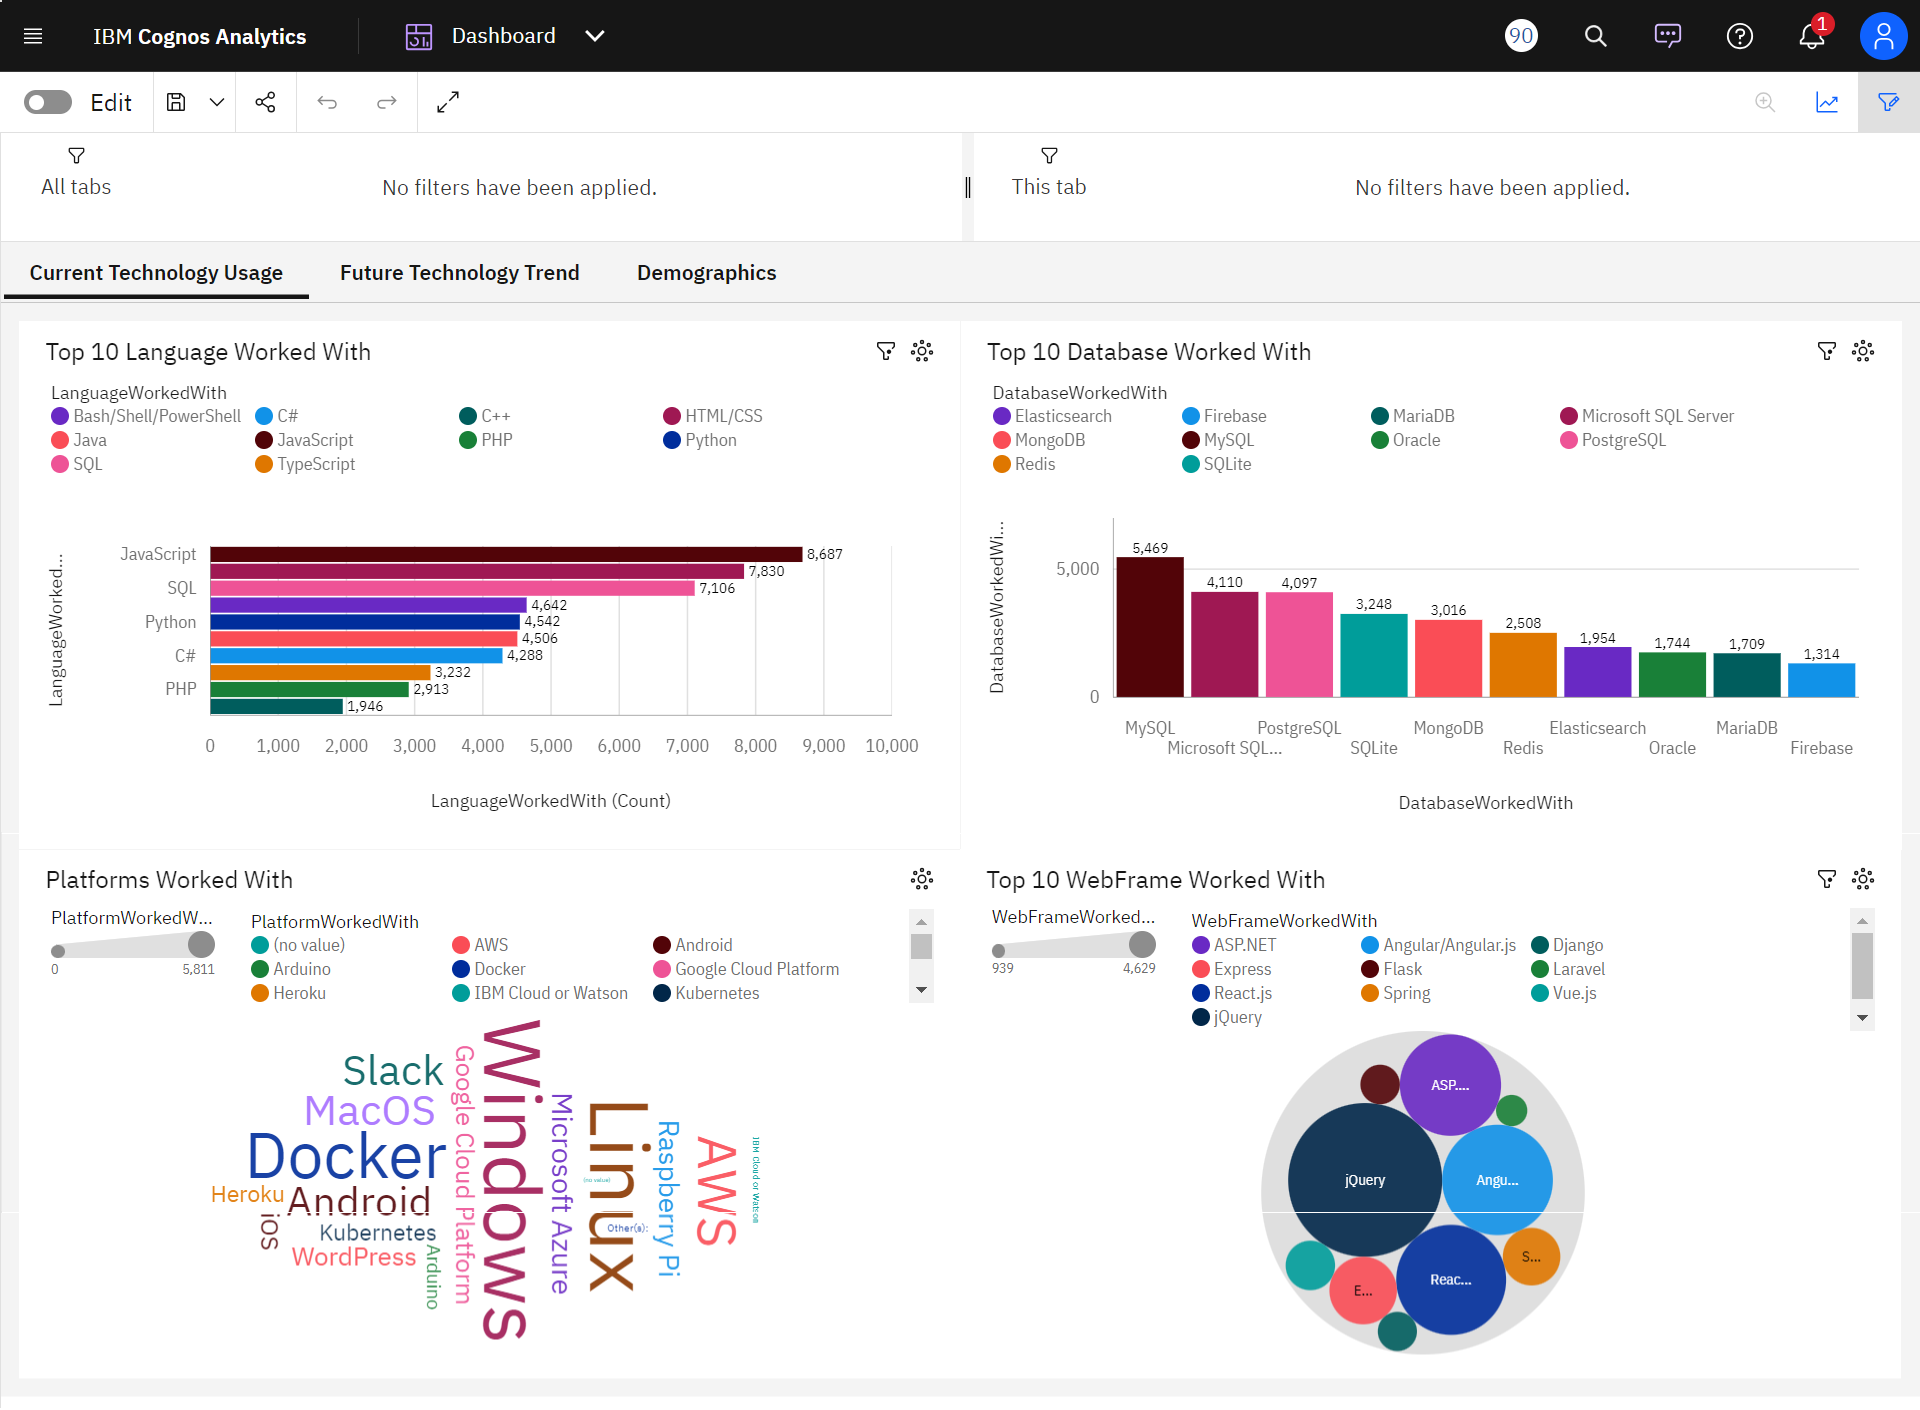 IBM Cognos Analytics
Dashboard
90
1
Edit
All tabs
No filters have been applied.
This tab
No filters have been applied.
Current Technology Usage
Future Technology Trend
Demographics
Top 10 Language Worked With
LanguageWorkedWith
Bash/Shell/PowerShell C# C++ HTML/CSS
Java JavaScript PHP Python
SQL TypeScript
LanguageWorked...
JavaScript 8,687
7,830
SQL 7,106
4,642
Python 4,542
4,506
C# 4,288
3,232
PHP 2,913
1,946
0 1,000 2,000 3,000 4,000 5,000 6,000 7,000 8,000 9,000 10,000
LanguageWorkedWith (Count)
Top 10 Database Worked With
DatabaseWorkedWith
Elasticsearch Firebase MariaDB Microsoft SQL Server
MongoDB MySQL Oracle PostgreSQL
Redis SQLite
DatabaseWorkedWi...
5,000
0
5,469
4,110
4,097
3,248
3,016
2,508
1,954
1,744
1,709
1,314
MySQL PostgreSQL MongoDB Elasticsearch MariaDB
Microsoft SQL... SQLite Redis Oracle Firebase
DatabaseWorkedWith
Platforms Worked With
PlatformWorkedW...
0 5,811
PlatformWorkedWith
(no value) AWS Android
Arduino Docker Google Cloud Platform
Heroku IBM Cloud or Watson Kubernetes
Slack
MacOS
Docker
Heroku
Android
iOS
Kubernetes
WordPress
Arduino
Google Cloud Platform
Windows
Microsoft Azure
Linux
(no value)
Other(s):
Raspberry Pi
AWS
IBM Cloud or Watson
Top 10 WebFrame Worked With
WebFrameWorked...
939 4,629
WebFrameWorkedWith
ASP.NET Angular/Angular.js Django
Express Flask Laravel
React.js Spring Vue.js
jQuery
ASP....
jQuery
Angu...
S...
Reac...
E...